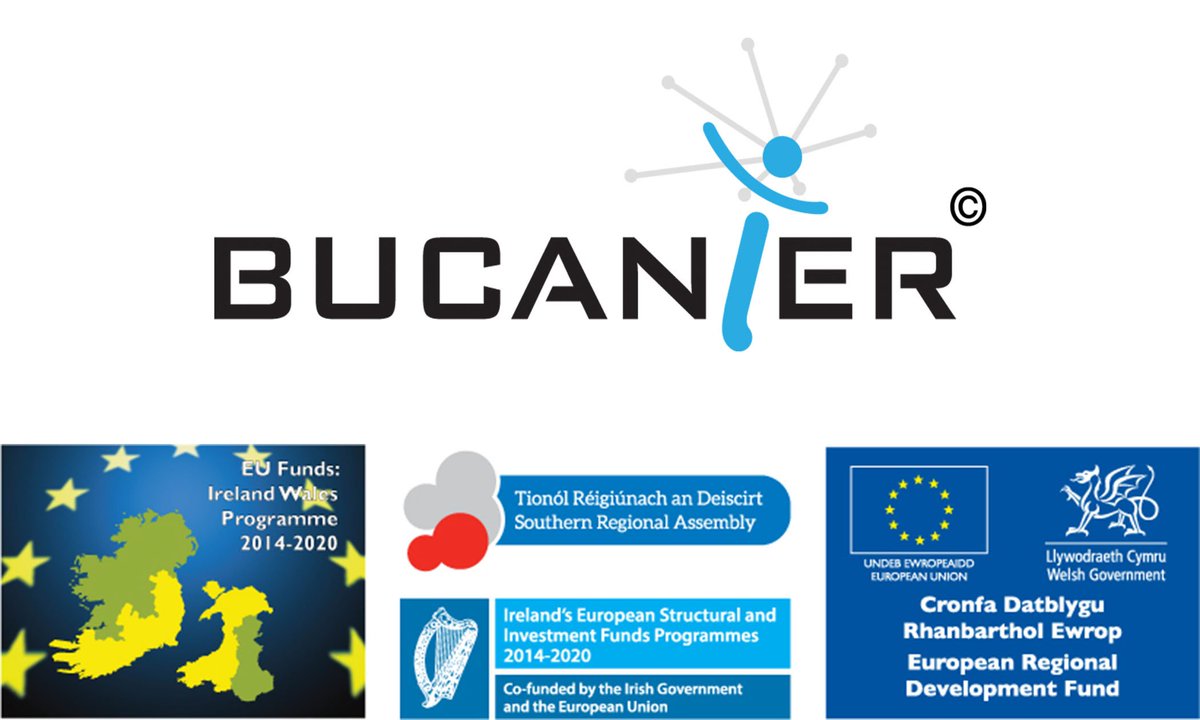 BUCANIER©
EU Funds:
Ireland Wales
Programme
2014-2020
Tionól Réigiúnach an Deiscirt
Southern Regional Assembly
Ireland's European Structural and
Investment Funds Programmes
2014-2020
Co-funded by the Irish Government
and the European Union
UNDEB EWROPEAIDD
EUROPEAN UNION
Llywodraeth Cymru
Welsh Government
Cronfa Datblygu
Rhanbarthol Ewrop
European Regional
Development Fund